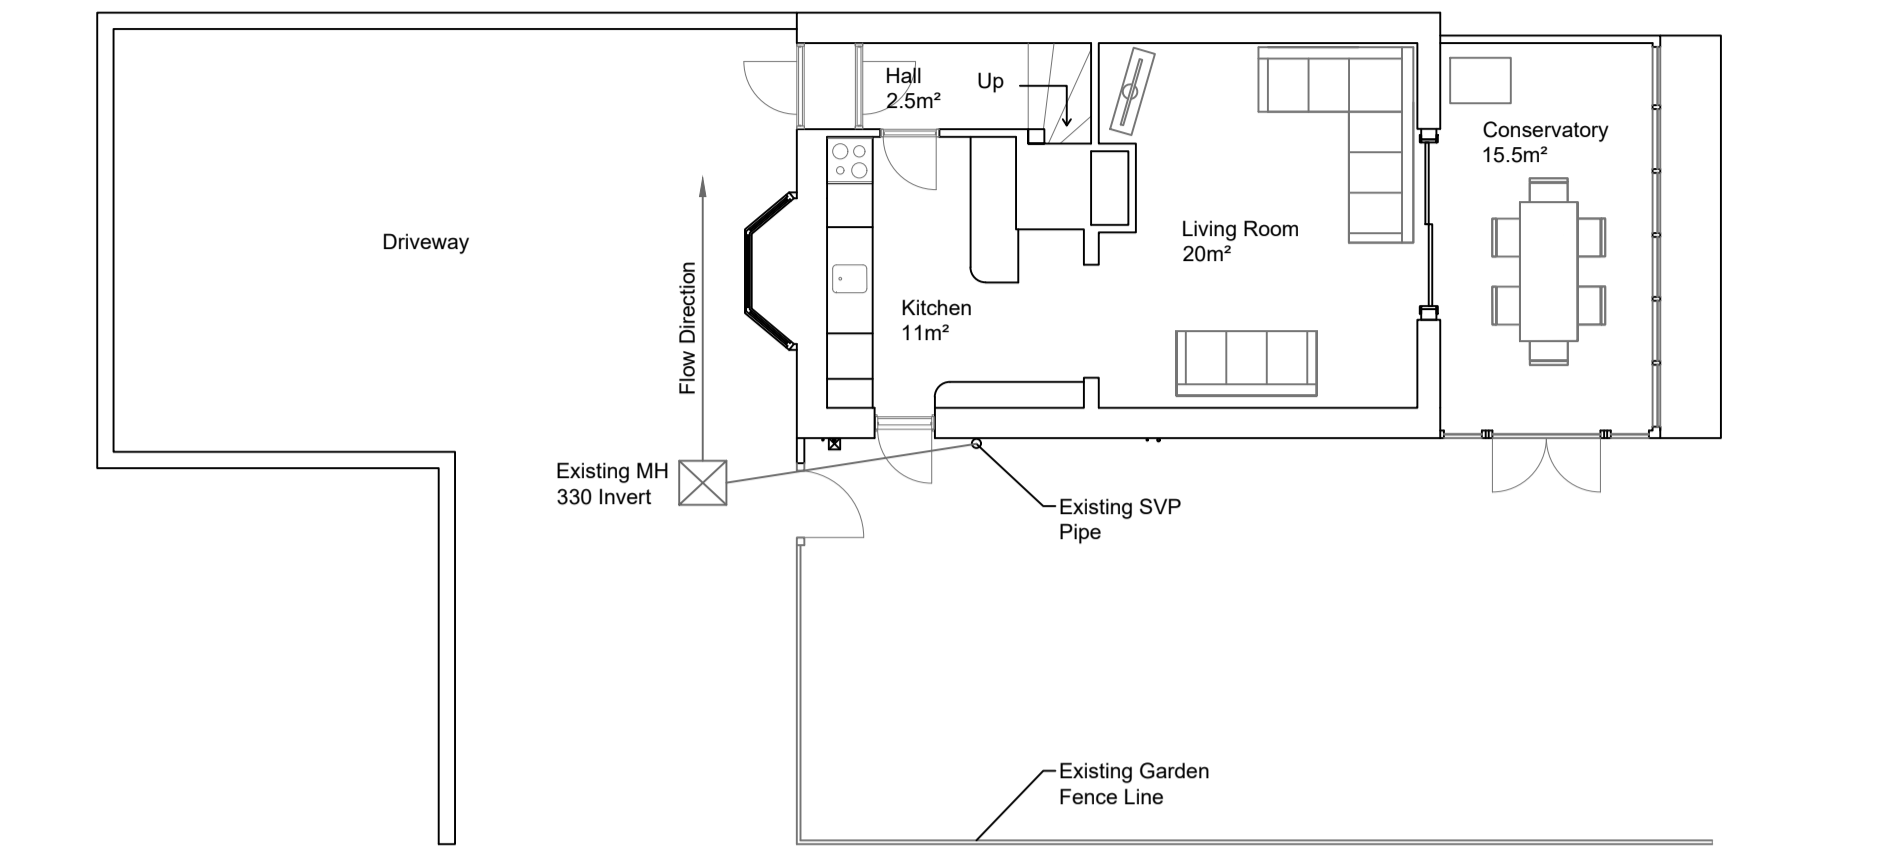 Hall
2.5m²
Up
Conservatory
15.5m²
Driveway
Living Room
20m²
Flow Direction
Kitchen
11m²
Existing MH
330 Invert
Existing SVP
Pipe
Existing Garden
Fence Line